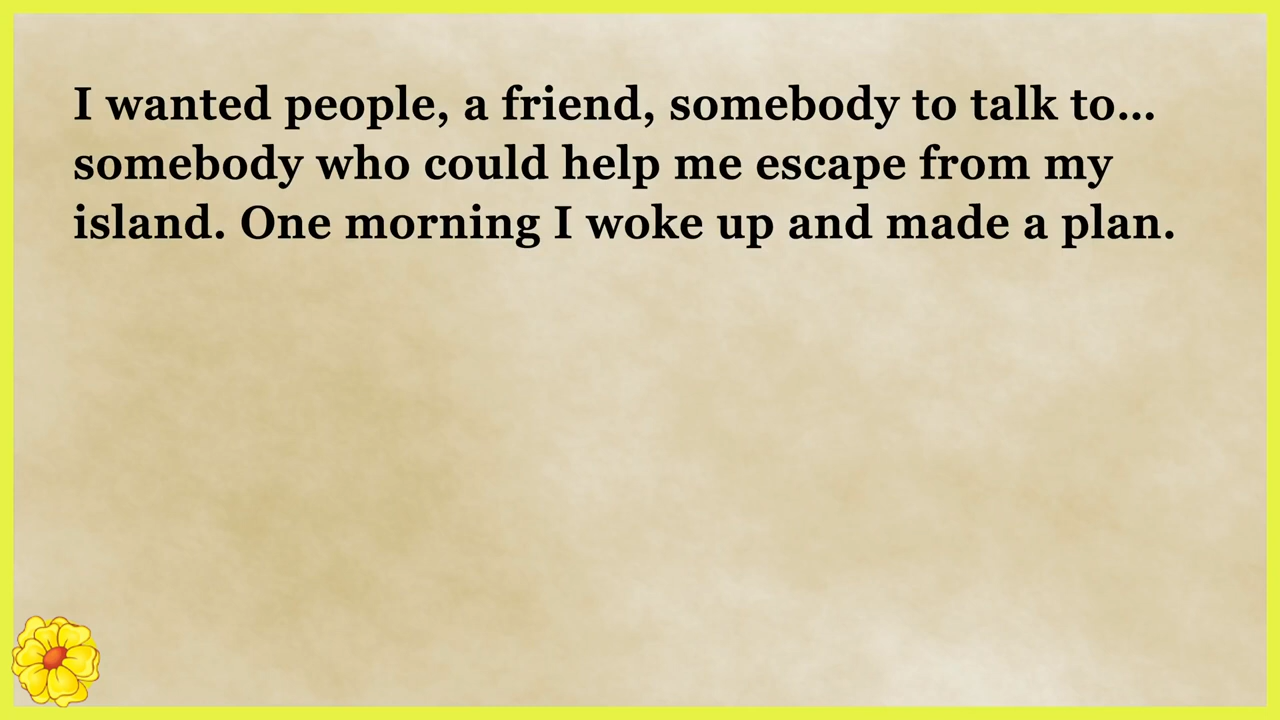 I wanted people, a friend, somebody to talk to...
somebody who could help me escape from my
island. One morning I woke up and made a plan.